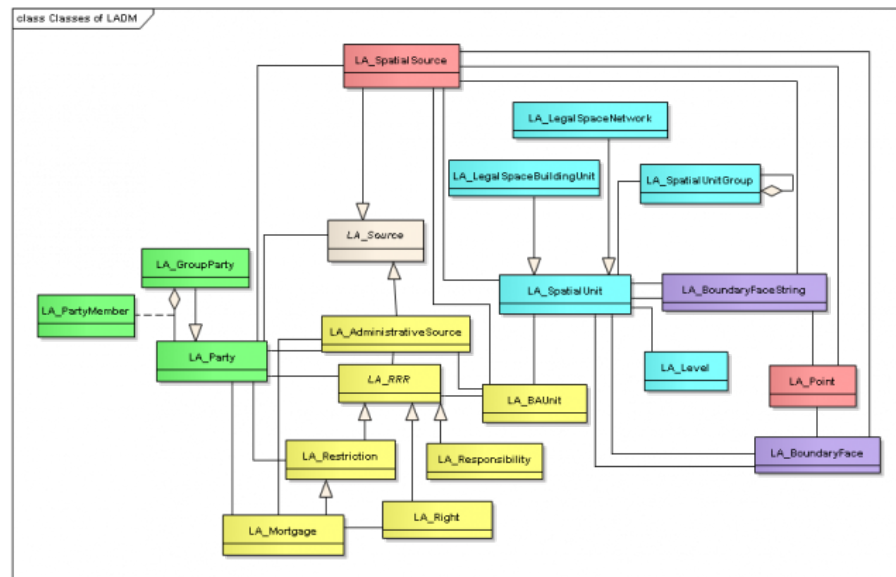 class Classes of LADM
LA_SpatialSource
LA_LegalSpaceNetwork
LA_LegalSpaceBuildingUnit
LA_SpatialUnitGroup
LA_Source
LA_GroupParty
LA_PartyMember
LA_SpatialUnit
LA_BoundaryFaceString
LA_AdministrativeSource
LA_Party
LA_RRR
LA_Level
LA_Point
LA_BAUnit
LA_Restriction
LA_Responsibility
LA_BoundaryFace
LA_Right
LA_Mortgage